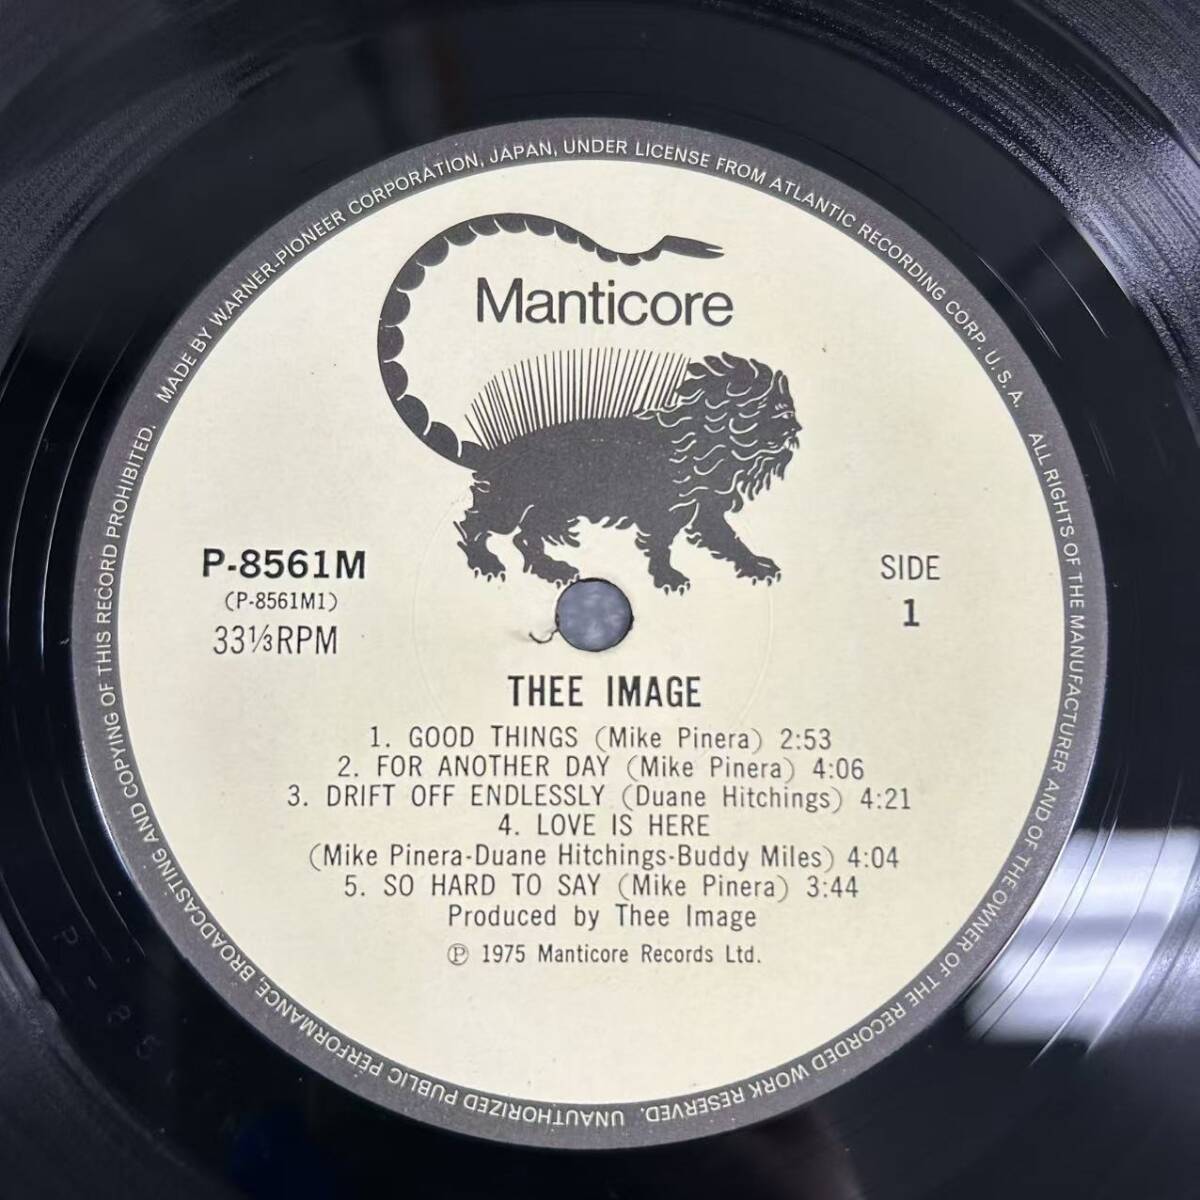 MADE BY WARNER-PIONEER CORPORATION, JAPAN, UNDER LICENSE FROM ATLANTIC RECORDING CORP. U.S.A.
ALL RIGHTS OF THE MANUFACTURER AND OF THE OWNER OF THE RECORDED WORK RESERVED.
UNAUTHORIZED PUBLIC PERFORMANCE, BROADCASTING AND COPYING OF THIS RECORD PROHIBITED.
Manticore
P-8561M
(P-8561M1)
33⅓RPM
SIDE
1
THEE IMAGE
1. GOOD THINGS (Mike Pinera) 2:53
2. FOR ANOTHER DAY (Mike Pinera) 4:06
3. DRIFT OFF ENDLESSLY (Duane Hitchings) 4:21
4. LOVE IS HERE
(Mike Pinera-Duane Hitchings-Buddy Miles) 4:04
5. SO HARD TO SAY (Mike Pinera) 3:44
Produced by Thee Image
℗ 1975 Manticore Records Ltd.